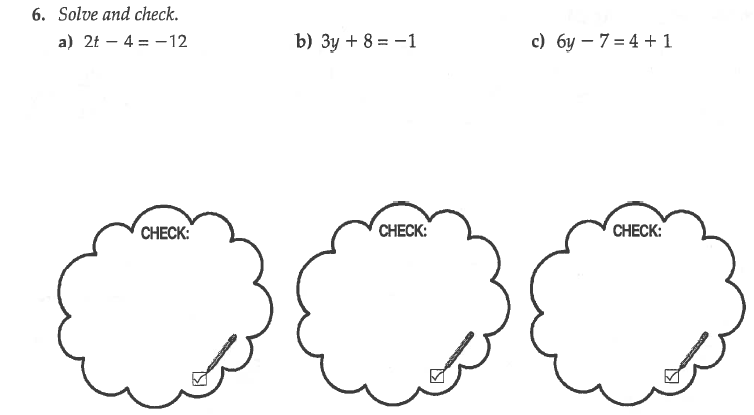 6. Solve and check.
a) 2t − 4 = −12 b) 3y + 8 = −1 c) 6y − 7 = 4 + 1
CHECK: CHECK: CHECK: